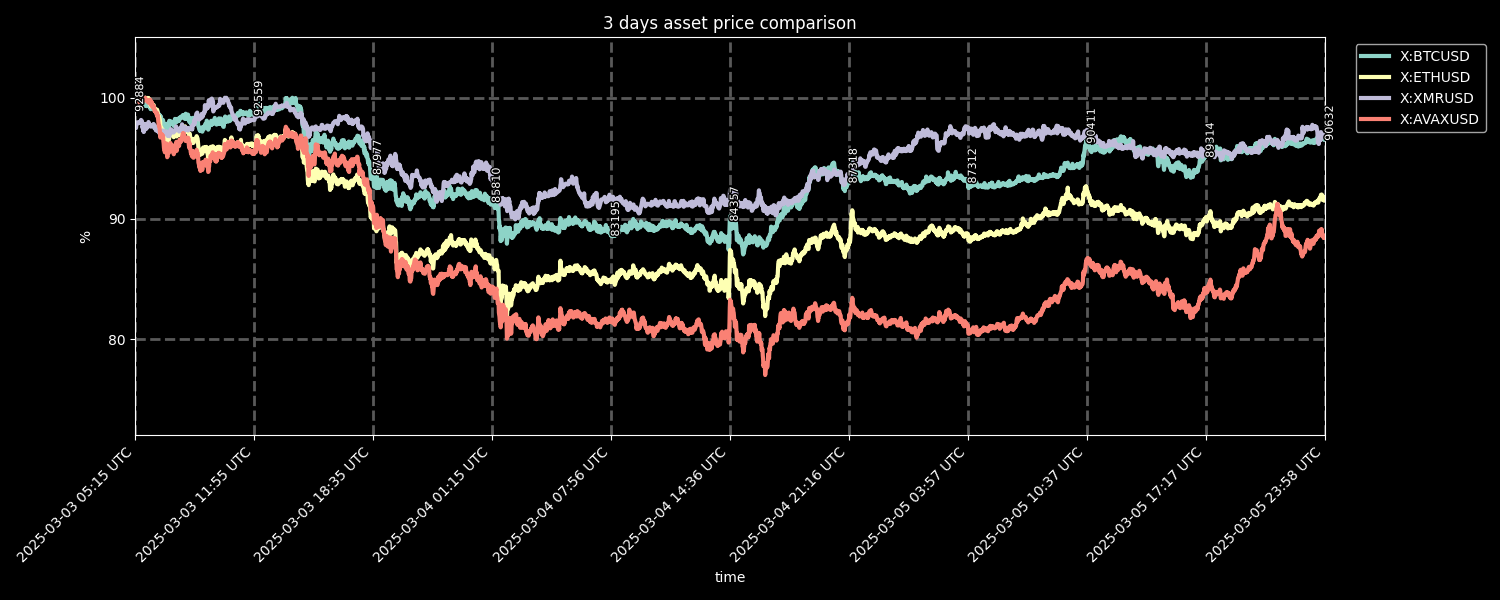 3 days asset price comparison
X:BTCUSD
X:ETHUSD
X:XMRUSD
X:AVAXUSD
100
90
80
%
92884
92559
87977
85810
83195
84357
87318
87312
90411
89314
90632
2025-03-03 05:15 UTC
2025-03-03 11:55 UTC
2025-03-03 18:35 UTC
2025-03-04 01:15 UTC
2025-03-04 07:56 UTC
2025-03-04 14:36 UTC
2025-03-04 21:16 UTC
2025-03-05 03:57 UTC
2025-03-05 10:37 UTC
2025-03-05 17:17 UTC
2025-03-05 23:58 UTC
time